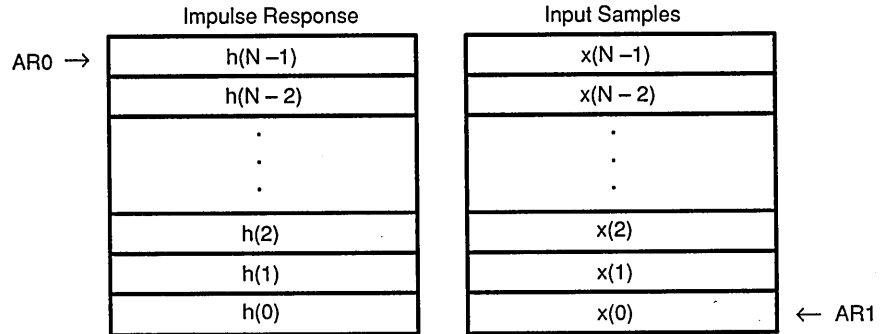 Impulse Response
Input Samples
AR0 →
h(N –1)
x(N –1)
h(N – 2)
x(N – 2)
.
.
.
.
.
.
h(2)
x(2)
h(1)
x(1)
h(0)
x(0)
← AR1